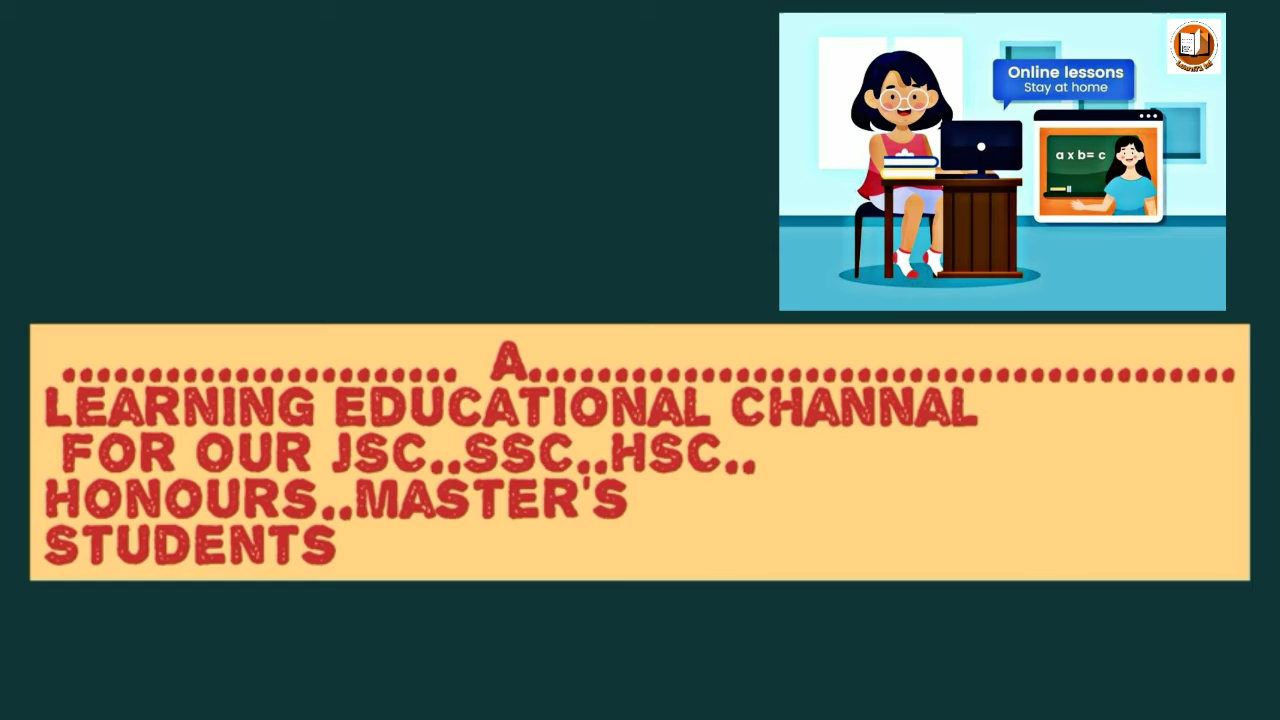 Online lessons
Stay at home
a x b= c
...................... A.......................................
LEARNING EDUCATIONAL CHANNAL
FOR OUR JSC..SSC..HSC..
HONOURS..MASTER'S
STUDENTS